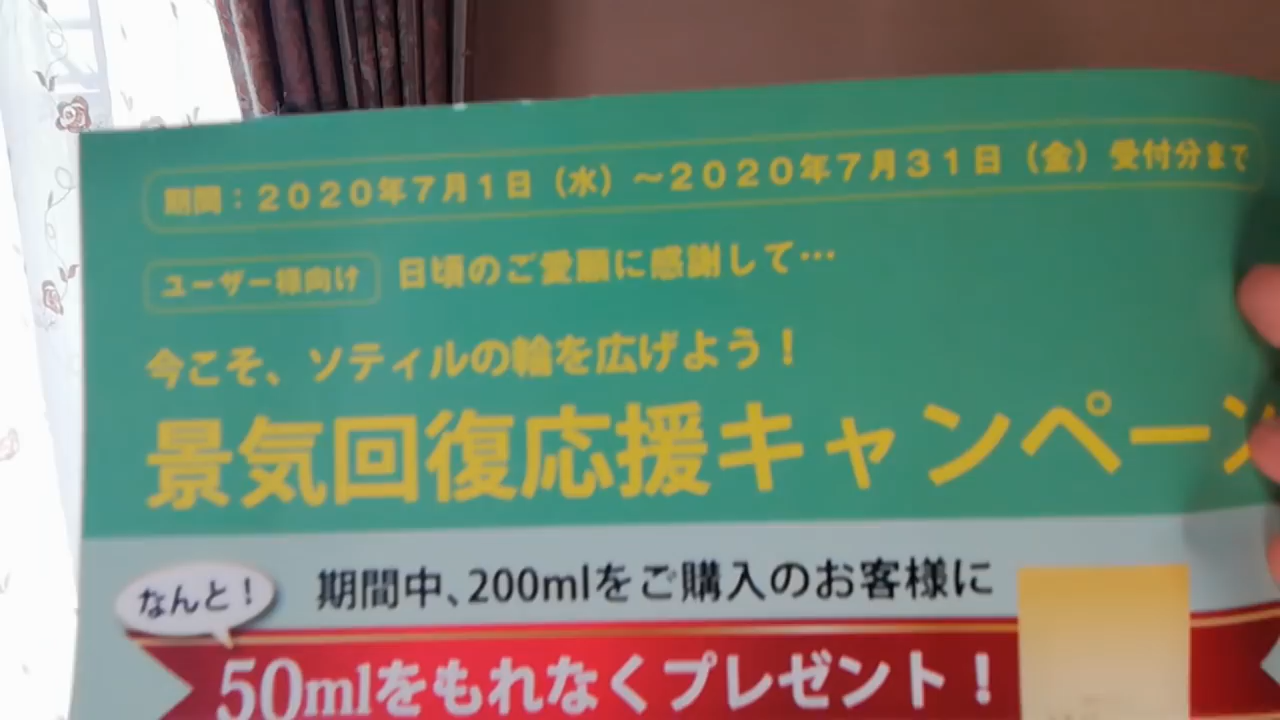 期間：2020年7月1日（水）～2020年7月31日（金）受付分まで
ユーザー様向け 日頃のご愛顧に感謝して…
今こそ、ソティルの輪を広げよう！
景気回復応援キャンペーン
なんと！ 期間中、200mlをご購入のお客様に
50mlをもれなくプレゼント！